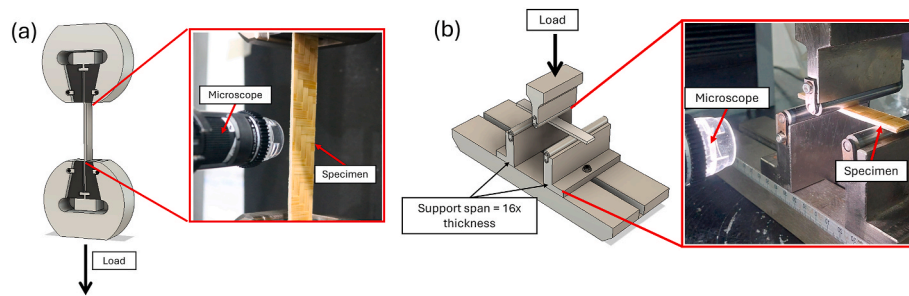 (a)
Microscope
Specimen
Load
(b)
Load
Support span = 16x
thickness
Microscope
Specimen